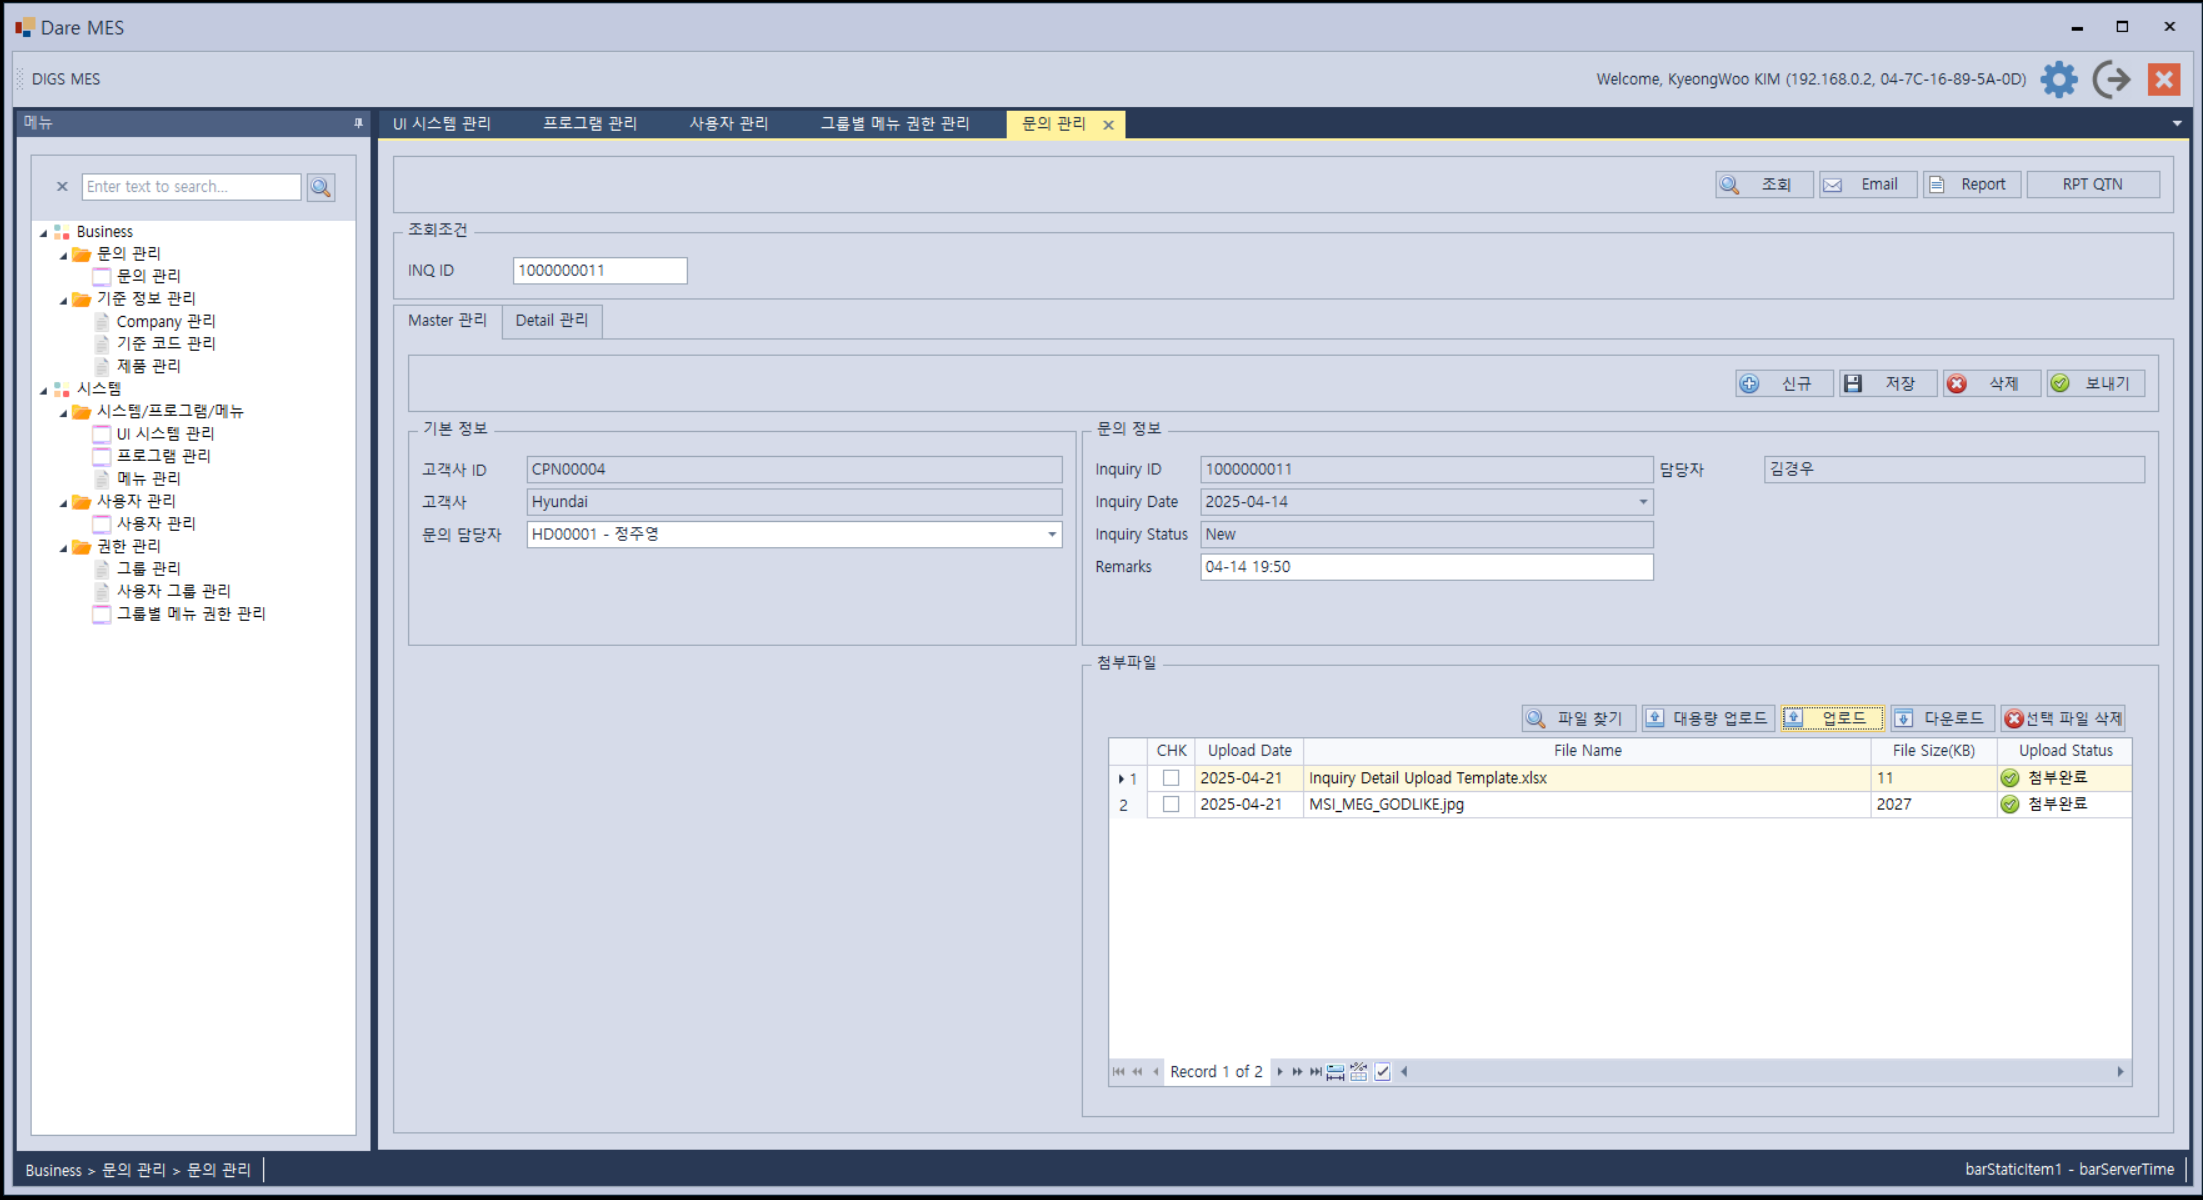 Dare MES
DIGS MES
Welcome, KyeongWoo KIM (192.168.0.2, 04-7C-16-89-5A-0D)
메뉴
UI 시스템 관리 프로그램 관리 사용자 관리 그룹별 메뉴 권한 관리 문의 관리
Enter text to search...
Business
문의 관리
문의 관리
기준 정보 관리
Company 관리
기준 코드 관리
제품 관리
시스템
시스템/프로그램/메뉴
UI 시스템 관리
프로그램 관리
메뉴 관리
사용자 관리
사용자 관리
권한 관리
그룹 관리
사용자 그룹 관리
그룹별 메뉴 권한 관리
조회 Email Report RPT QTN
조회조건
INQ ID 1000000011
Master 관리 Detail 관리
신규 저장 삭제 보내기
기본 정보
고객사 ID CPN00004
고객사 Hyundai
문의 담당자 HD00001 - 정주영
문의 정보
Inquiry ID 1000000011 담당자 김경우
Inquiry Date 2025-04-14
Inquiry Status New
Remarks 04-14 19:50
첨부파일
파일 찾기 대용량 업로드 업로드 다운로드 선택 파일 삭제
CHK Upload Date File Name File Size(KB) Upload Status
1 2025-04-21 Inquiry Detail Upload Template.xlsx 11 첨부완료
2 2025-04-21 MSI_MEG_GODLIKE.jpg 2027 첨부완료
Record 1 of 2
Business > 문의 관리 > 문의 관리
barStaticItem1 - barServerTime